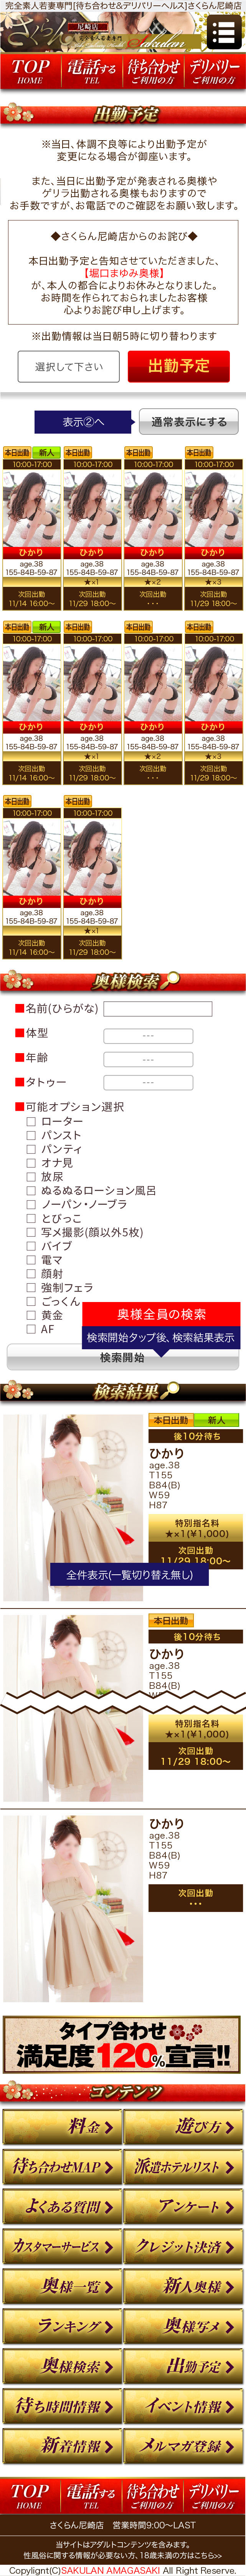 完全素人若妻専門[待ち合わせ&デリバリーヘルス]さくらん尼崎店
さくらん 尼崎店
完全素人若妻専門
Sakuran
TOP 電話する 待ち合わせ デリバリー
HOME TEL ご利用の方 ご利用の方
出勤予定
※当日、体調不良等により出勤予定が
変更になる場合が御座います。
また、当日に出勤予定が発表される奥様や
ゲリラ出勤される奥様もおりますので
お手数ですが、お電話でのご確認をお願い致します。
◆さくらん尼崎店からのお詫び◆
本日出勤予定と告知させていただきました、
【堀口まゆみ奥様】
が、本人の都合によりお休みとなりました。
お時間を作られておられましたお客様
心よりお詫び申し上げます。
※出勤情報は当日朝5時に切り替わります
選択して下さい 出勤予定
表示②へ 通常表示にする
本日出勤 新人 本日出勤 本日出勤 本日出勤
10:00-17:00 10:00-17:00 10:00-17:00 10:00-17:00
ひかり ひかり ひかり ひかり
age.38 age.38 age.38 age.38
155-84B-59-87 155-84B-59-87 155-84B-59-87 155-84B-59-87
★×1 ★×2 ★×3
次回出勤 次回出勤 次回出勤 次回出勤
11/14 16:00～ 11/29 18:00～ ・・・ 11/29 18:00～
本日出勤 新人 本日出勤 本日出勤 本日出勤
10:00-17:00 10:00-17:00 10:00-17:00 10:00-17:00
ひかり ひかり ひかり ひかり
age.38 age.38 age.38 age.38
155-84B-59-87 155-84B-59-87 155-84B-59-87 155-84B-59-87
★×1 ★×2 ★×3
次回出勤 次回出勤 次回出勤 次回出勤
11/14 16:00～ 11/29 18:00～ ・・・ 11/29 18:00～
本日出勤 本日出勤
10:00-17:00 10:00-17:00
ひかり ひかり
age.38 age.38
155-84B-59-87 155-84B-59-87
★×1
次回出勤 次回出勤
11/14 16:00～ 11/29 18:00～
奥様検索
■名前(ひらがな)
■体型 ---
■年齢 ---
■タトゥー ---
■可能オプション選択
□ ローター
□ パンスト
□ パンティ
□ オナ見
□ 放尿
□ ぬるぬるローション風呂
□ ノーパン・ノーブラ
□ とびっこ
□ 写メ撮影(顔以外5枚)
□ バイブ
□ 電マ
□ 顔射
□ 強制フェラ
□ ごっくん
□ 黄金
□ AF
奥様全員の検索
検索開始タップ後、検索結果表示
検索開始
検索結果
本日出勤 新人
後10分待ち
ひかり
age.38
T155
B84(B)
W59
H87
特別指名料
★×1(¥1,000)
次回出勤
11/29 18:00～
全件表示(一覧切り替え無し)
本日出勤
後10分待ち
ひかり
age.38
T155
B84(B)
特別指名料
★×1(¥1,000)
次回出勤
11/29 18:00～
ひかり
age.38
T155
B84(B)
W59
H87
次回出勤
・・・
タイプ合わせ
満足度120%宣言!!
コンテンツ
料金 遊び方
待ち合わせMAP 派遣ホテルリスト
よくある質問 アンケート
カスタマーサービス クレジット決済
奥様一覧 新人奥様
ランキング 奥様写メ
奥様検索 出勤予定
待ち時間情報 イベント情報
新着情報 メルマガ登録
TOP 電話する 待ち合わせ デリバリー
HOME TEL ご利用の方 ご利用の方
さくらん尼崎店 営業時間9:00～LAST
当サイトはアダルトコンテンツを含みます。
性風俗に関する情報が必要ない方、18歳未満の方はこちら>>
Copylight(C)SAKULAN AMAGASAKI All Right Reserve.